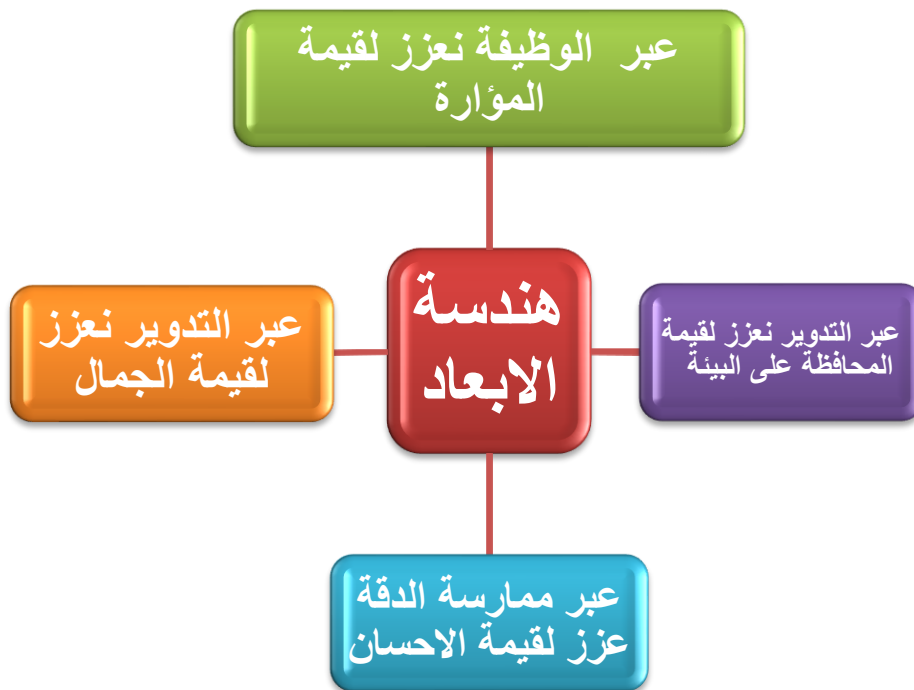 عبر الوظيفة نعزز لقيمة
المؤارة
هندسة
الابعاد
عبر التدوير نعزز لقيمة
المحافظة على البيئة
عبر التدوير نعزز
لقيمة الجمال
عبر ممارسة الدقة
عزز لقيمة الاحسان